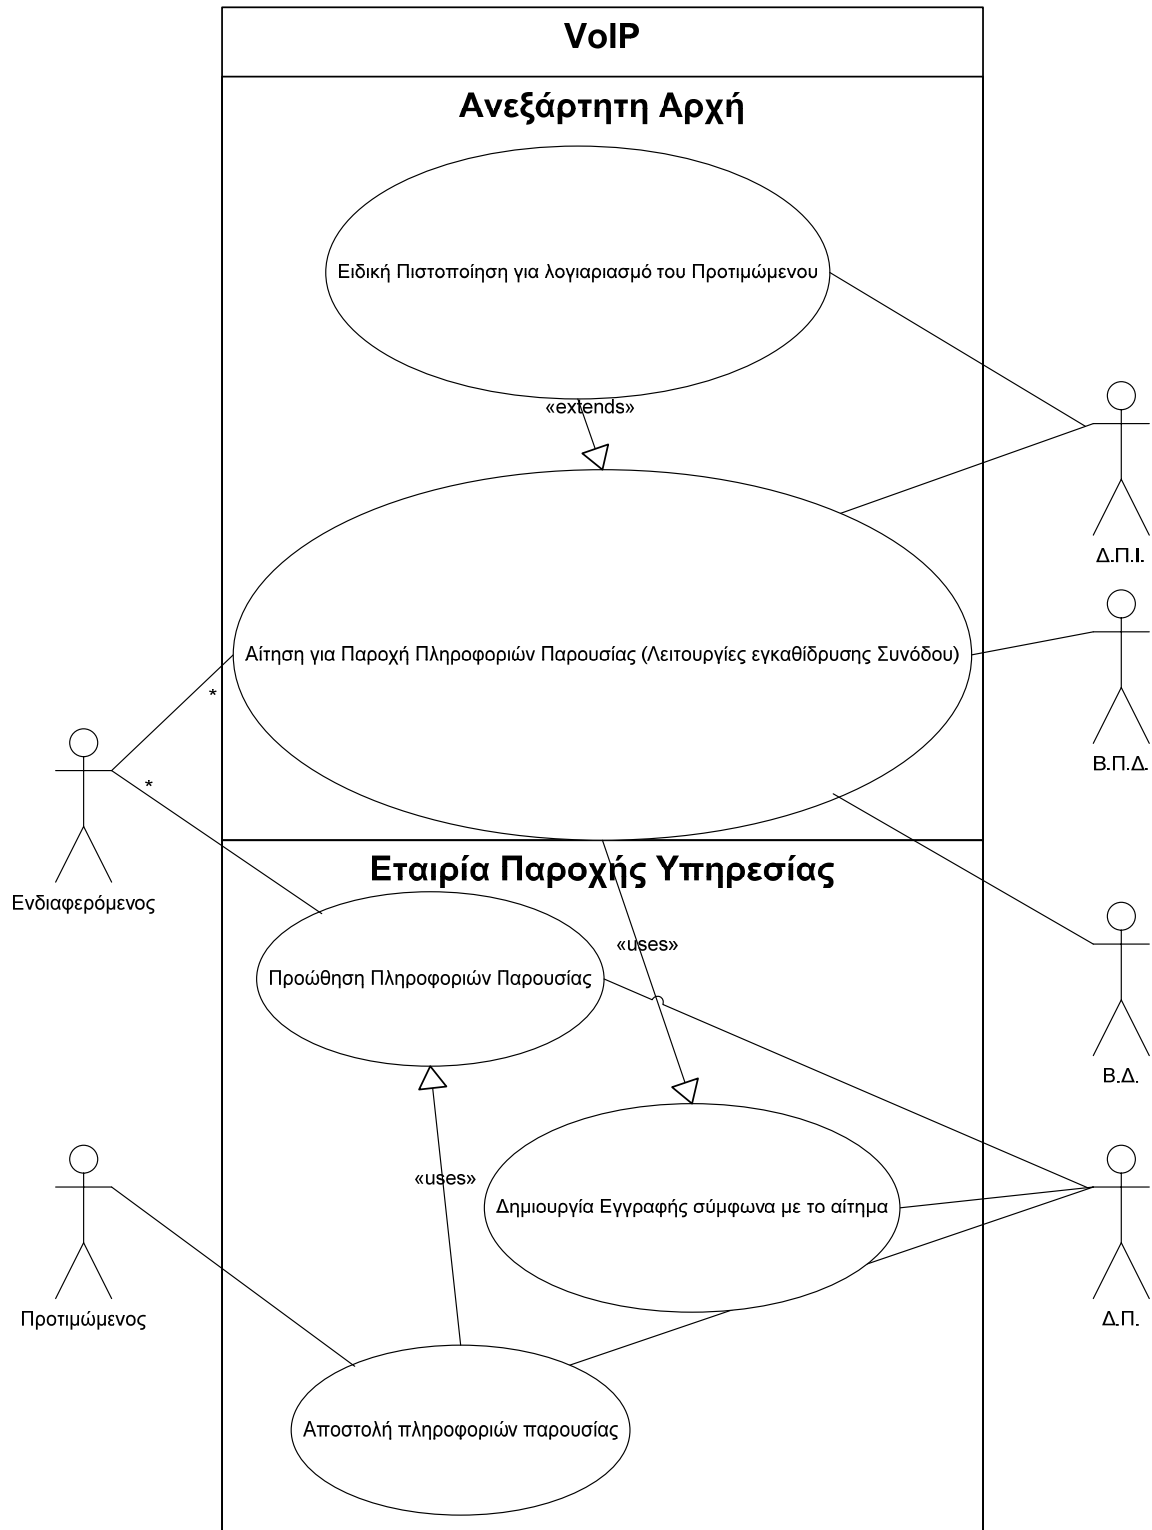 VoIP
Ανεξάρτητη Αρχή
Ειδική Πιστοποίηση για λογιαριασμό του Προτιμώμενου
«extends»
Δ.Π.Ι.
Αίτηση για Παροχή Πληροφοριών Παρουσίας (Λειτουργίες εγκαθίδρυσης Συνόδου)
*
Β.Π.Δ.
*
Εταιρία Παροχής Υπηρεσίας
Ενδιαφερόμενος
«uses»
Προώθηση Πληροφοριών Παρουσίας
Β.Δ.
«uses»
Δημιουργία Εγγραφής σύμφωνα με το αίτημα
Προτιμώμενος
Δ.Π.
Αποστολή πληροφοριών παρουσίας